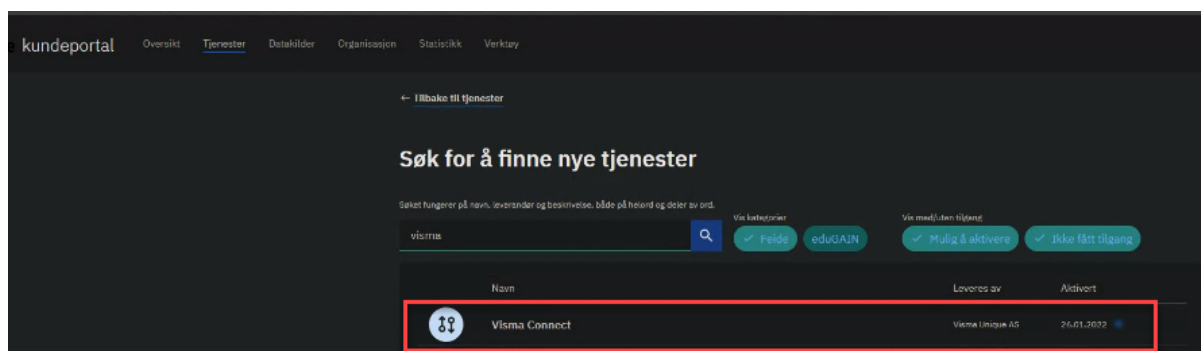 kundeportal Oversikt Tjenester Datakilder Organisasjon Statistikk Verktøy
← Tilbake til tjenester
Søk for å finne nye tjenester
Søket fungerer på navn, leverandør og beskrivelse, både på helord og deler av ord.
Vis kategorier Vis med/uten tilgang
visma ✓ Feide eduGAIN ✓ Mulig å aktivere ✓ Ikke fått tilgang
Navn Leveres av Aktivert
Visma Connect Visma Unique AS 26.01.2022